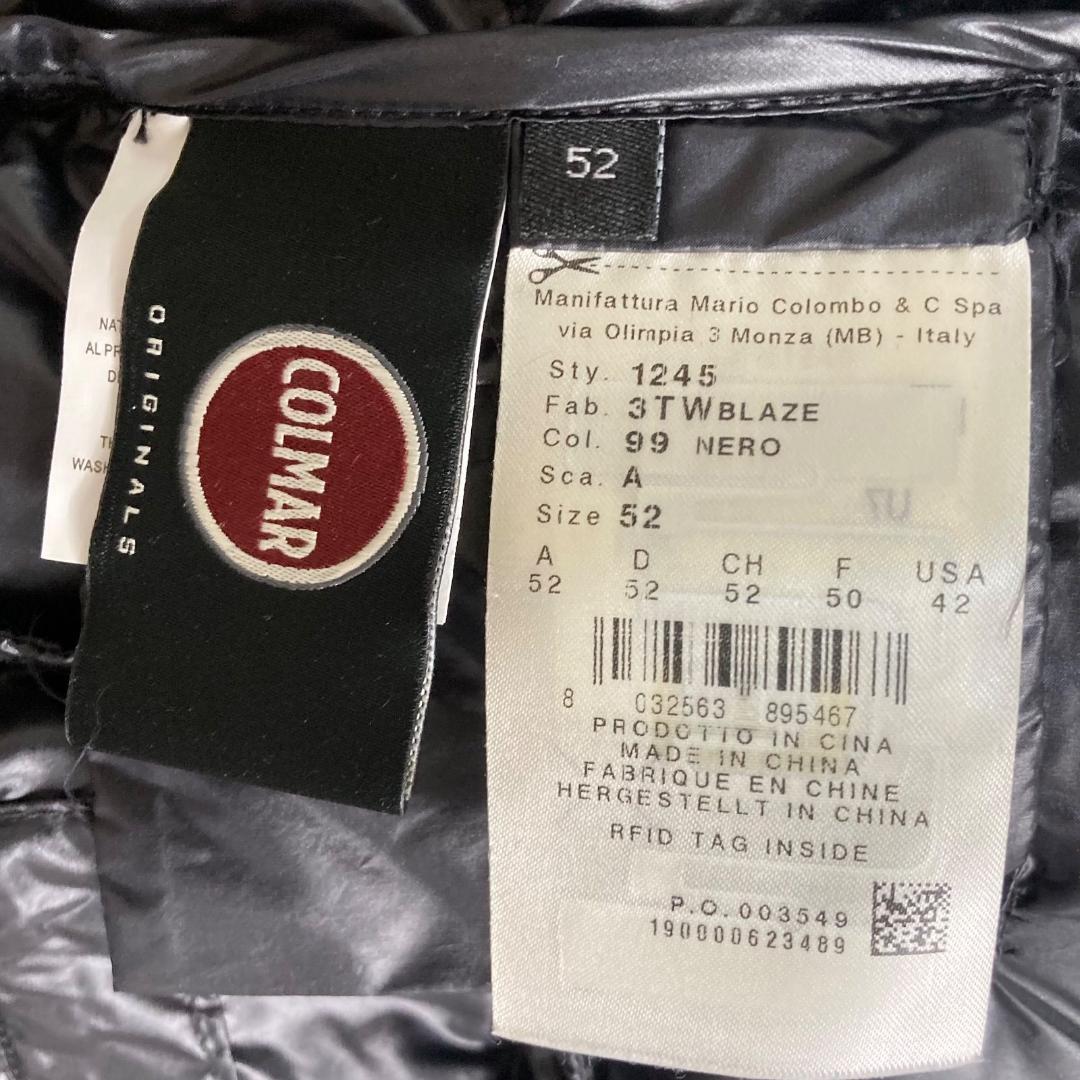 ORIGINALS
COLMAR
52
Manifattura Mario Colombo & C Spa
via Olimpia 3 Monza (MB) - Italy
Sty. 1245
Fab. 3TWBLAZE
Col. 99 NERO
Sca. A
Size 52
A D CH F USA
52 52 52 50 42
8 032563 895467
PRODOTTO IN CINA
MADE IN CHINA
FABRIQUE EN CHINE
HERGESTELLT IN CHINA
RFID TAG INSIDE
P.O. 003549
190000623489